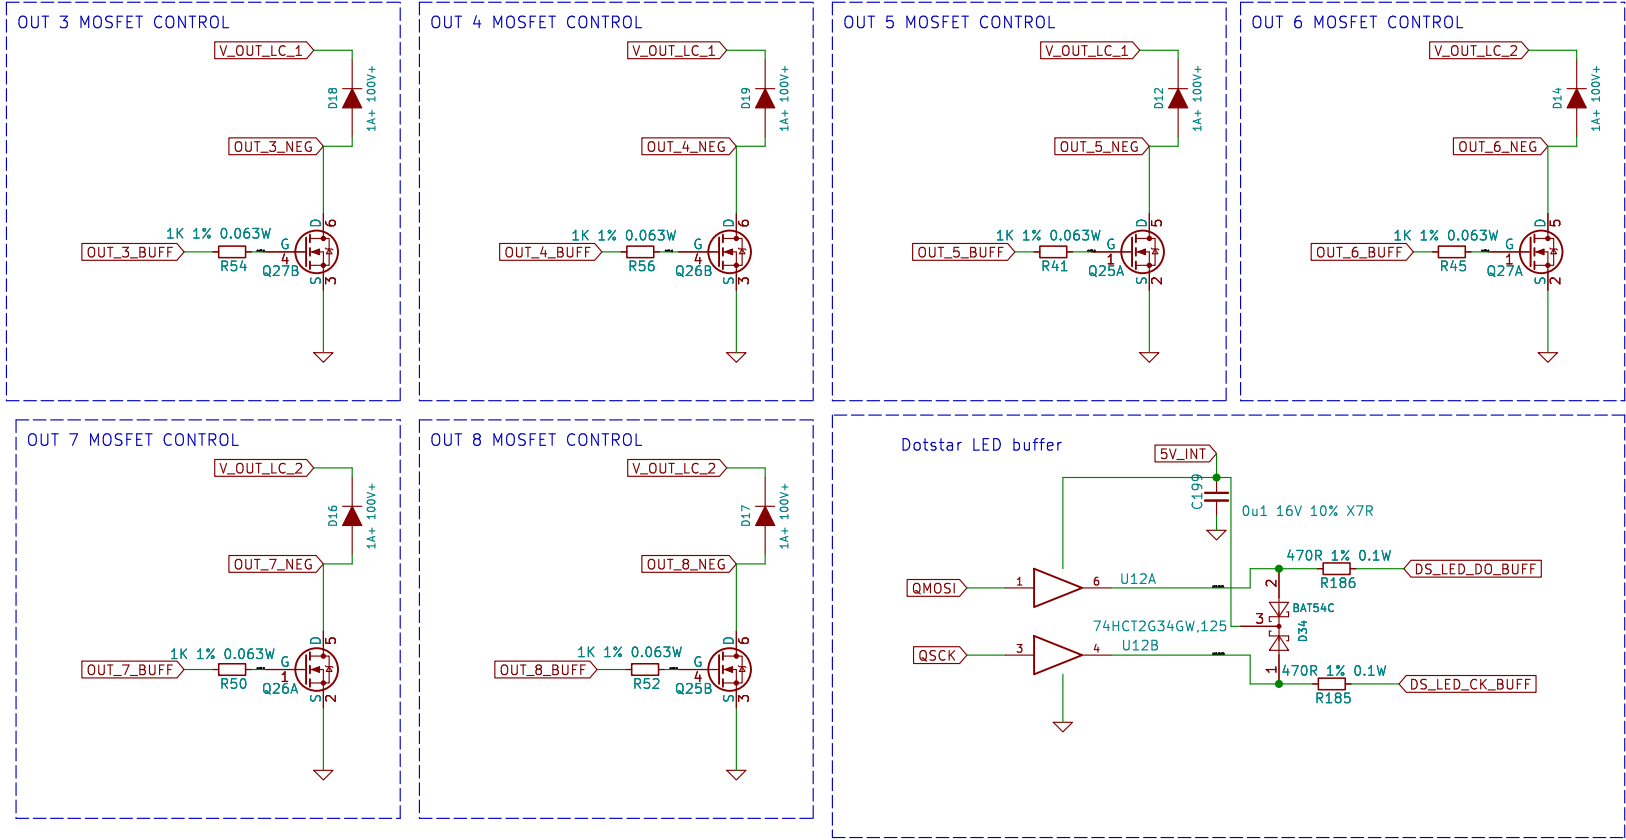 OUT 3 MOSFET CONTROL
V_OUT_LC_1
D18
1A+ 100V+
OUT_3_NEG
1K 1% 0.063W
OUT_3_BUFF
R54
G
4
D
6
Q27B
S
3
OUT 4 MOSFET CONTROL
V_OUT_LC_1
D19
1A+ 100V+
OUT_4_NEG
1K 1% 0.063W
OUT_4_BUFF
R56
G
4
D
6
Q26B
S
3
OUT 5 MOSFET CONTROL
V_OUT_LC_1
D12
1A+ 100V+
OUT_5_NEG
1K 1% 0.063W
OUT_5_BUFF
R41
G
1
D
5
Q25A
S
2
OUT 6 MOSFET CONTROL
V_OUT_LC_2
D14
1A+ 100V+
OUT_6_NEG
1K 1% 0.063W
OUT_6_BUFF
R45
G
1
D
5
Q27A
S
2
OUT 7 MOSFET CONTROL
V_OUT_LC_2
D16
1A+ 100V+
OUT_7_NEG
1K 1% 0.063W
OUT_7_BUFF
R50
G
1
D
5
Q26A
S
2
OUT 8 MOSFET CONTROL
V_OUT_LC_2
D17
1A+ 100V+
OUT_8_NEG
1K 1% 0.063W
OUT_8_BUFF
R52
G
4
D
6
Q25B
S
3
Dotstar LED buffer
5V_INT
C199
0u1 16V 10% X7R
QMOSI
1
6
U12A
470R 1% 0.1W
R186
DS_LED_DO_BUFF
2
BAT54C
3
D34
1
74HCT2G34GW,125
QSCK
3
4
U12B
470R 1% 0.1W
R185
DS_LED_CK_BUFF